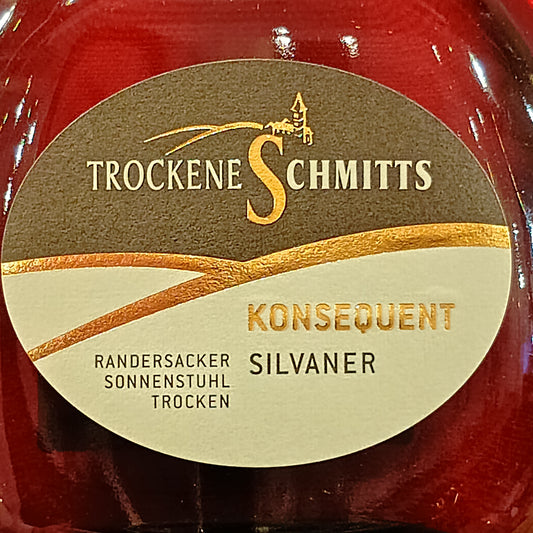 TROCKENE SCHMITTS
KONSEQUENT
SILVANER
RANDERSACKER
SONNENSTUHL
TROCKEN